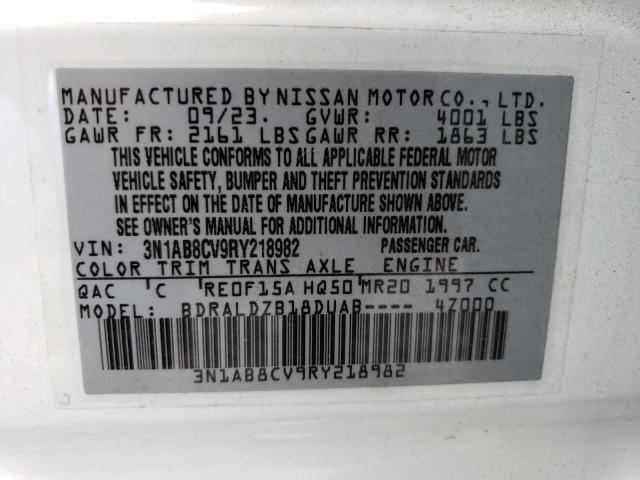 MANUFACTURED BY NISSAN MOTOR CO., LTD.
DATE: 09/23. GVWR: 4001 LBS
GAWR FR: 2161 LBS GAWR RR: 1863 LBS
THIS VEHICLE CONFORMS TO ALL APPLICABLE FEDERAL MOTOR
VEHICLE SAFETY, BUMPER AND THEFT PREVENTION STANDARDS
IN EFFECT ON THE DATE OF MANUFACTURE SHOWN ABOVE.
SEE OWNER'S MANUAL FOR ADDITIONAL INFORMATION.
VIN: 3N1AB8CV9RY218982 PASSENGER CAR.
COLOR TRIM TRANS AXLE ENGINE
QAC C RE0F15A HQ50 MR20 1997 CC
MODEL: BDRALDZB18DUAB---- 4Z000
3N1AB8CV9RY218982